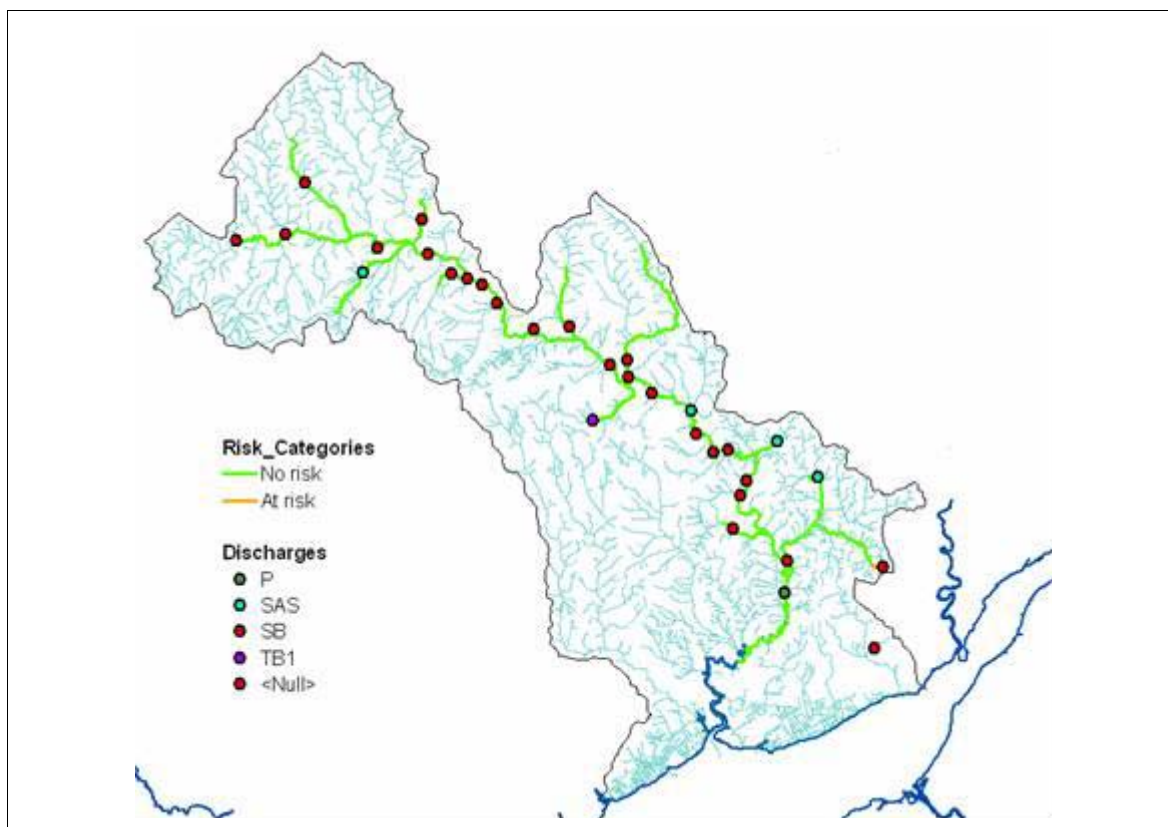 Risk_Categories
No risk
At risk
Discharges
P
SAS
SB
TB1
<Null>